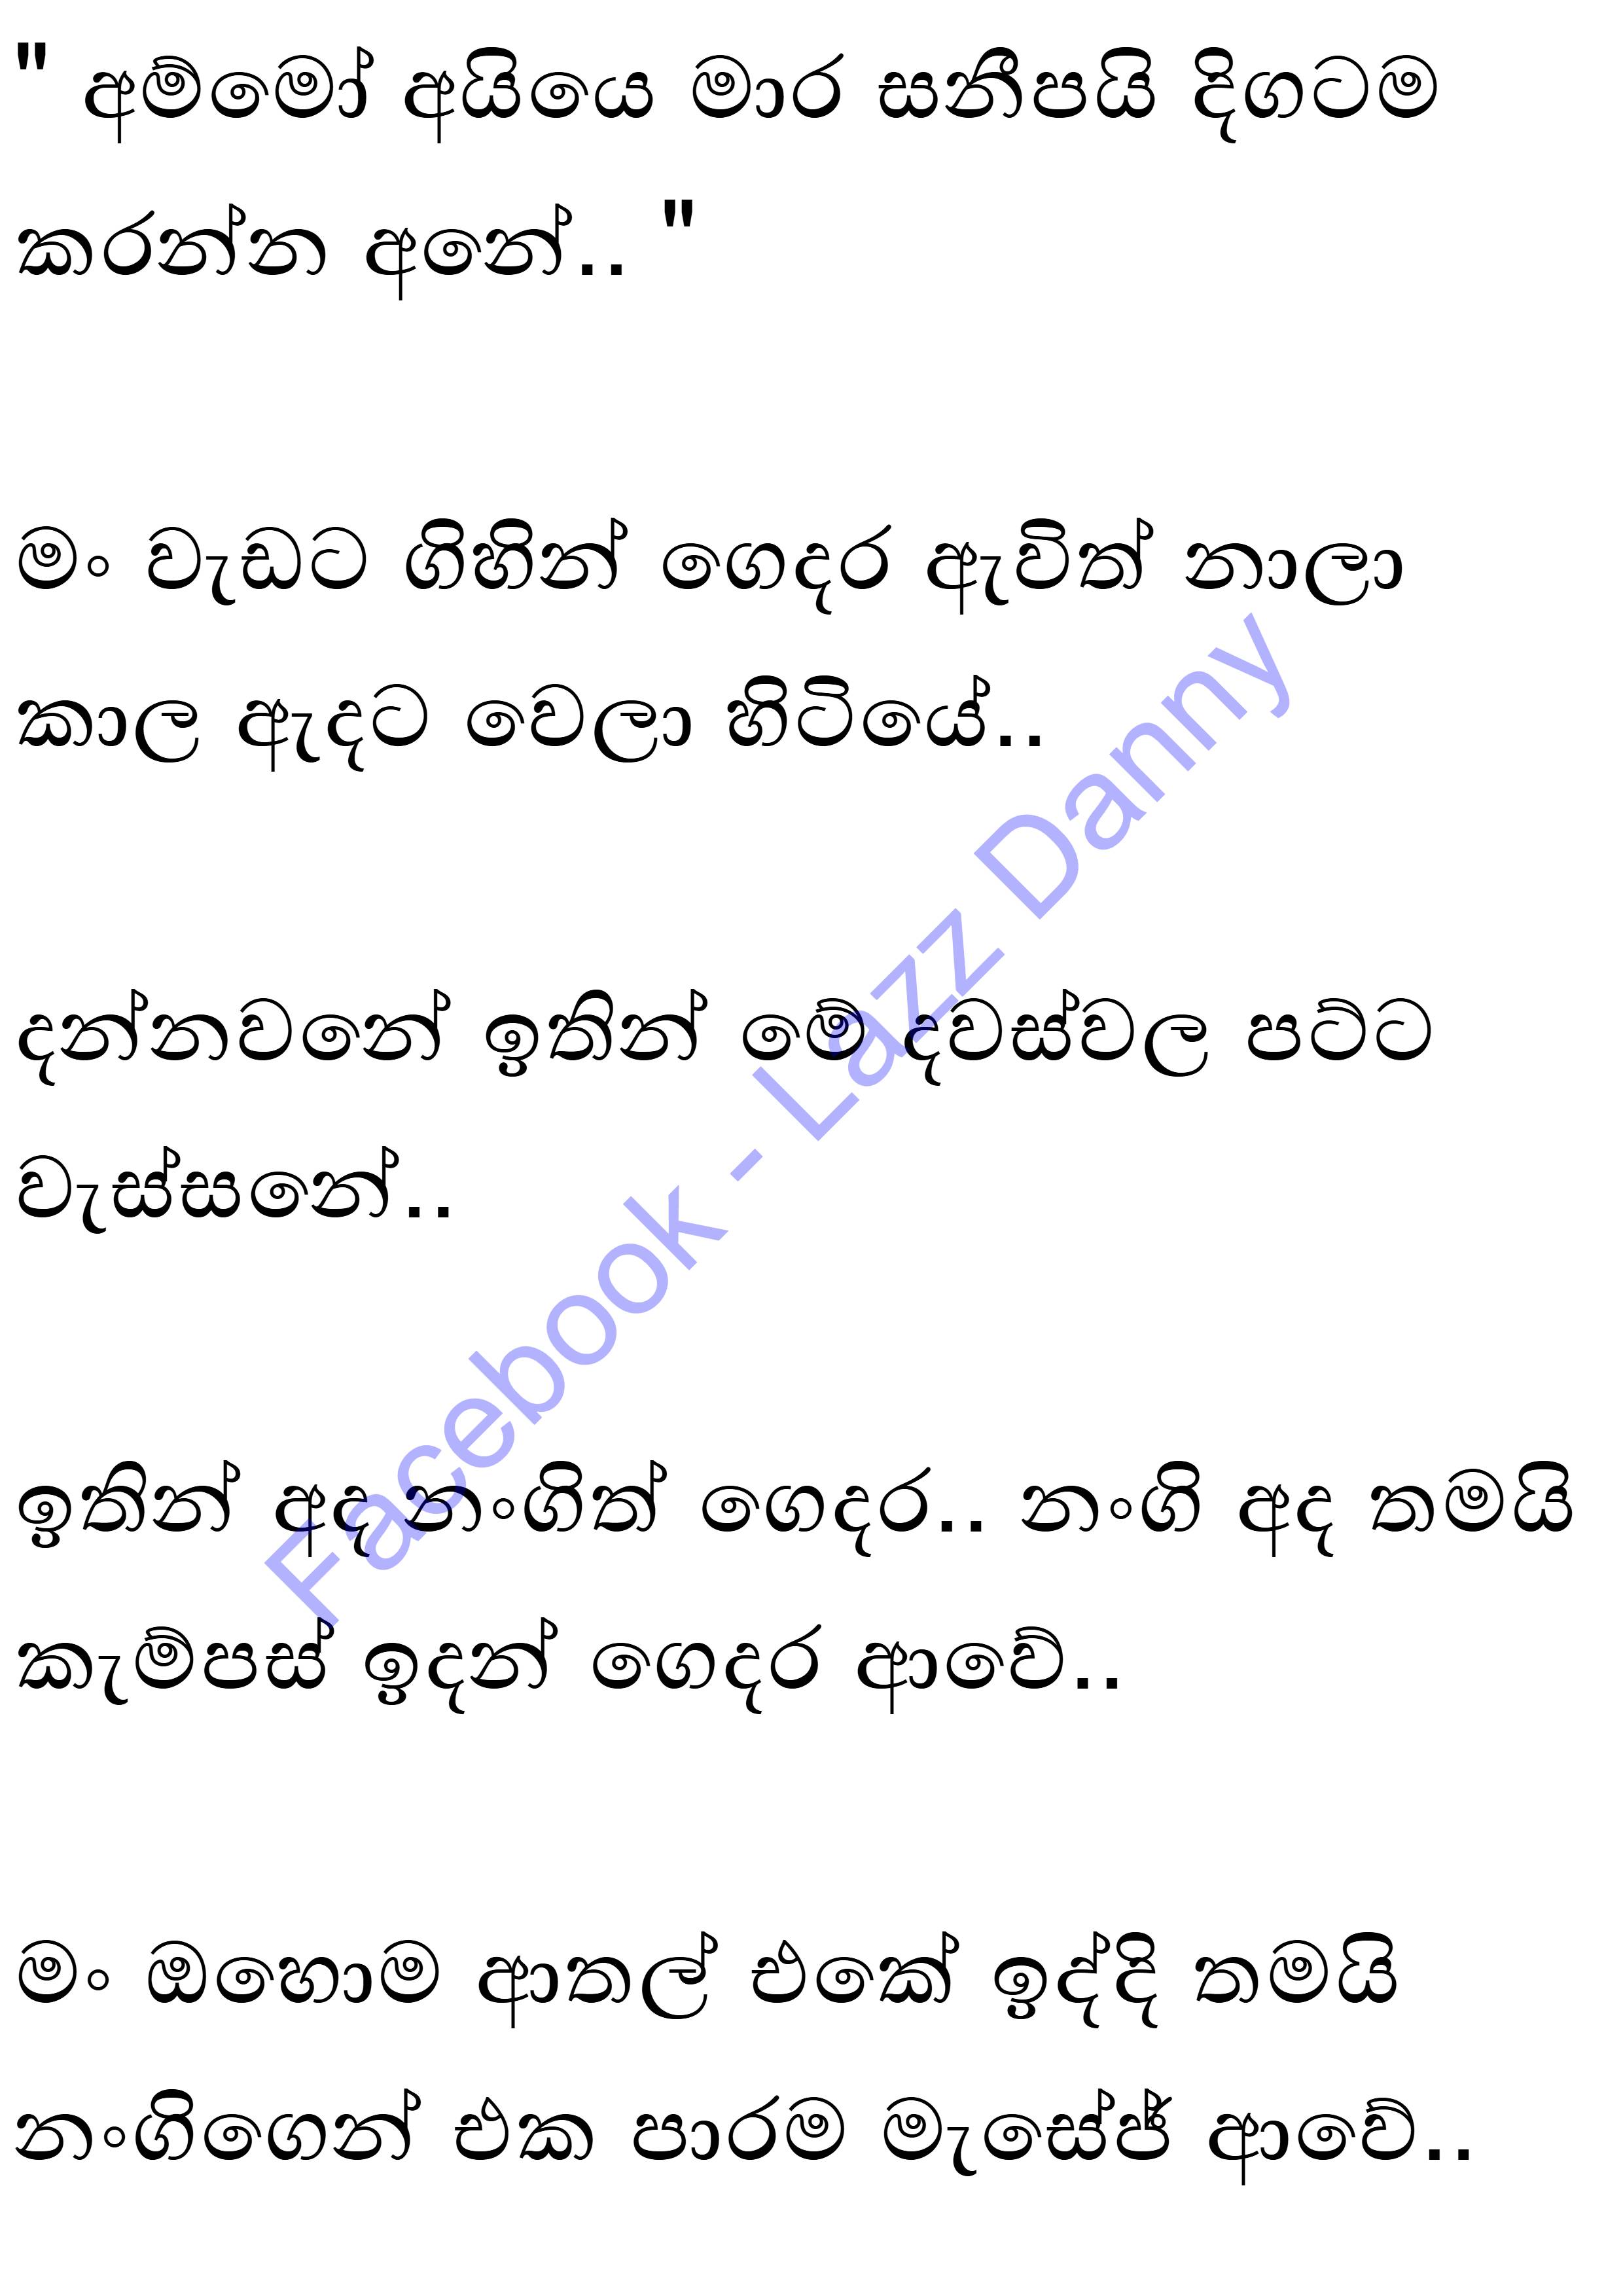 " අම්මෝ අයියෙ මාර සනීපයි දිගටම
කරන්න අනේ.. "
මං වැඩට ගිහින් ගෙදර ඇවිත් නාලා
කාල ඇදට වෙලා හිටියේ..
දන්නවනේ ඉතින් මේ දවස්වල පට්ට
වැස්සනේ..
ඉතින් අද නංගිත් ගෙදර.. නංගි අද තමයි
කැම්පස් ඉදන් ගෙදර ආවේ..
මං ඔහොම ආතල් එකේ ඉද්දි තමයි
නංගිගෙන් එක පාරම මැසේජ් ආවේ..
Facebook - Lazz Danny